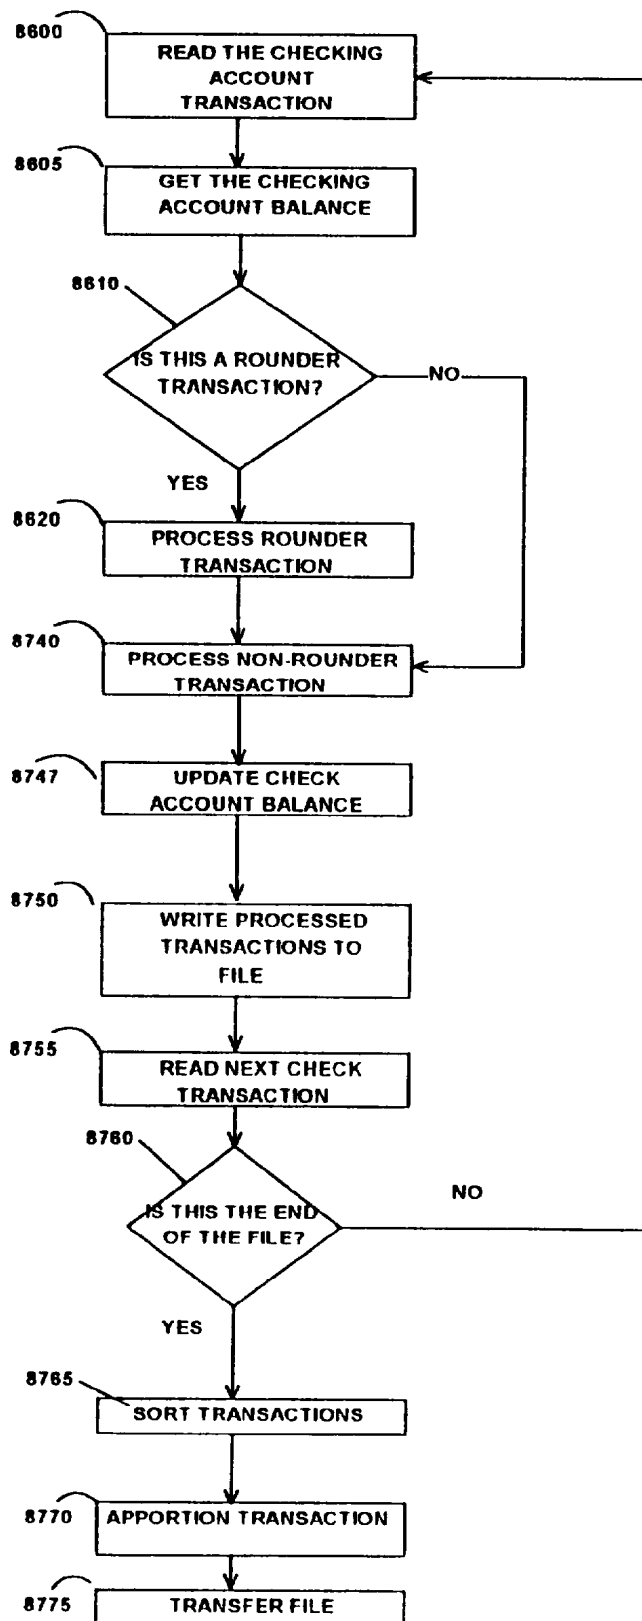 8600
READ THE CHECKING
ACCOUNT
TRANSACTION
8605
GET THE CHECKING
ACCOUNT BALANCE
8610
IS THIS A ROUNDER
TRANSACTION?
NO
YES
8620
PROCESS ROUNDER
TRANSACTION
8740
PROCESS NON-ROUNDER
TRANSACTION
8747
UPDATE CHECK
ACCOUNT BALANCE
8750
WRITE PROCESSED
TRANSACTIONS TO
FILE
8755
READ NEXT CHECK
TRANSACTION
8760
IS THIS THE END
OF THE FILE?
NO
YES
8765
SORT TRANSACTIONS
8770
APPORTION TRANSACTION
8775
TRANSFER FILE